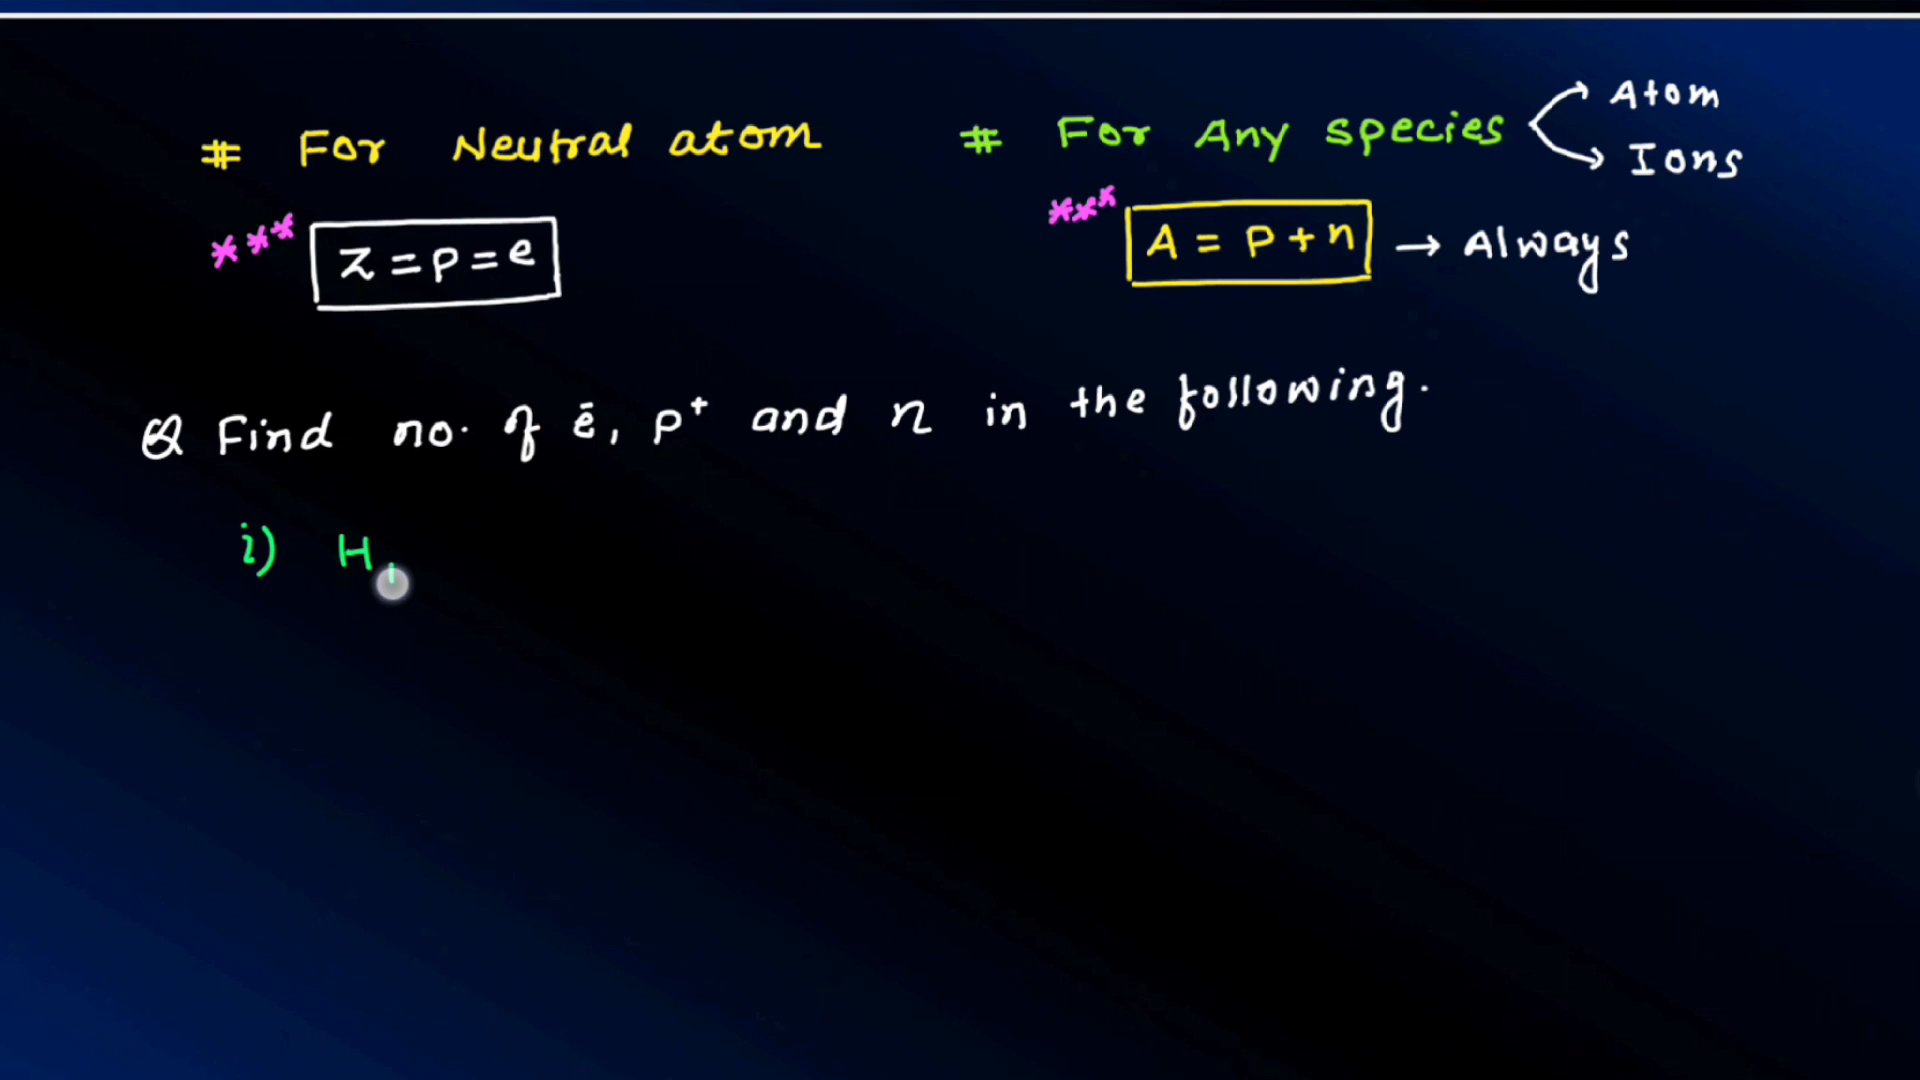 # For Neutral atom
*** Z = p = e
# For Any species
Atom
Ions
*** A = P + n → Always
Q Find no. of ē, p⁺ and n in the following.
i) H